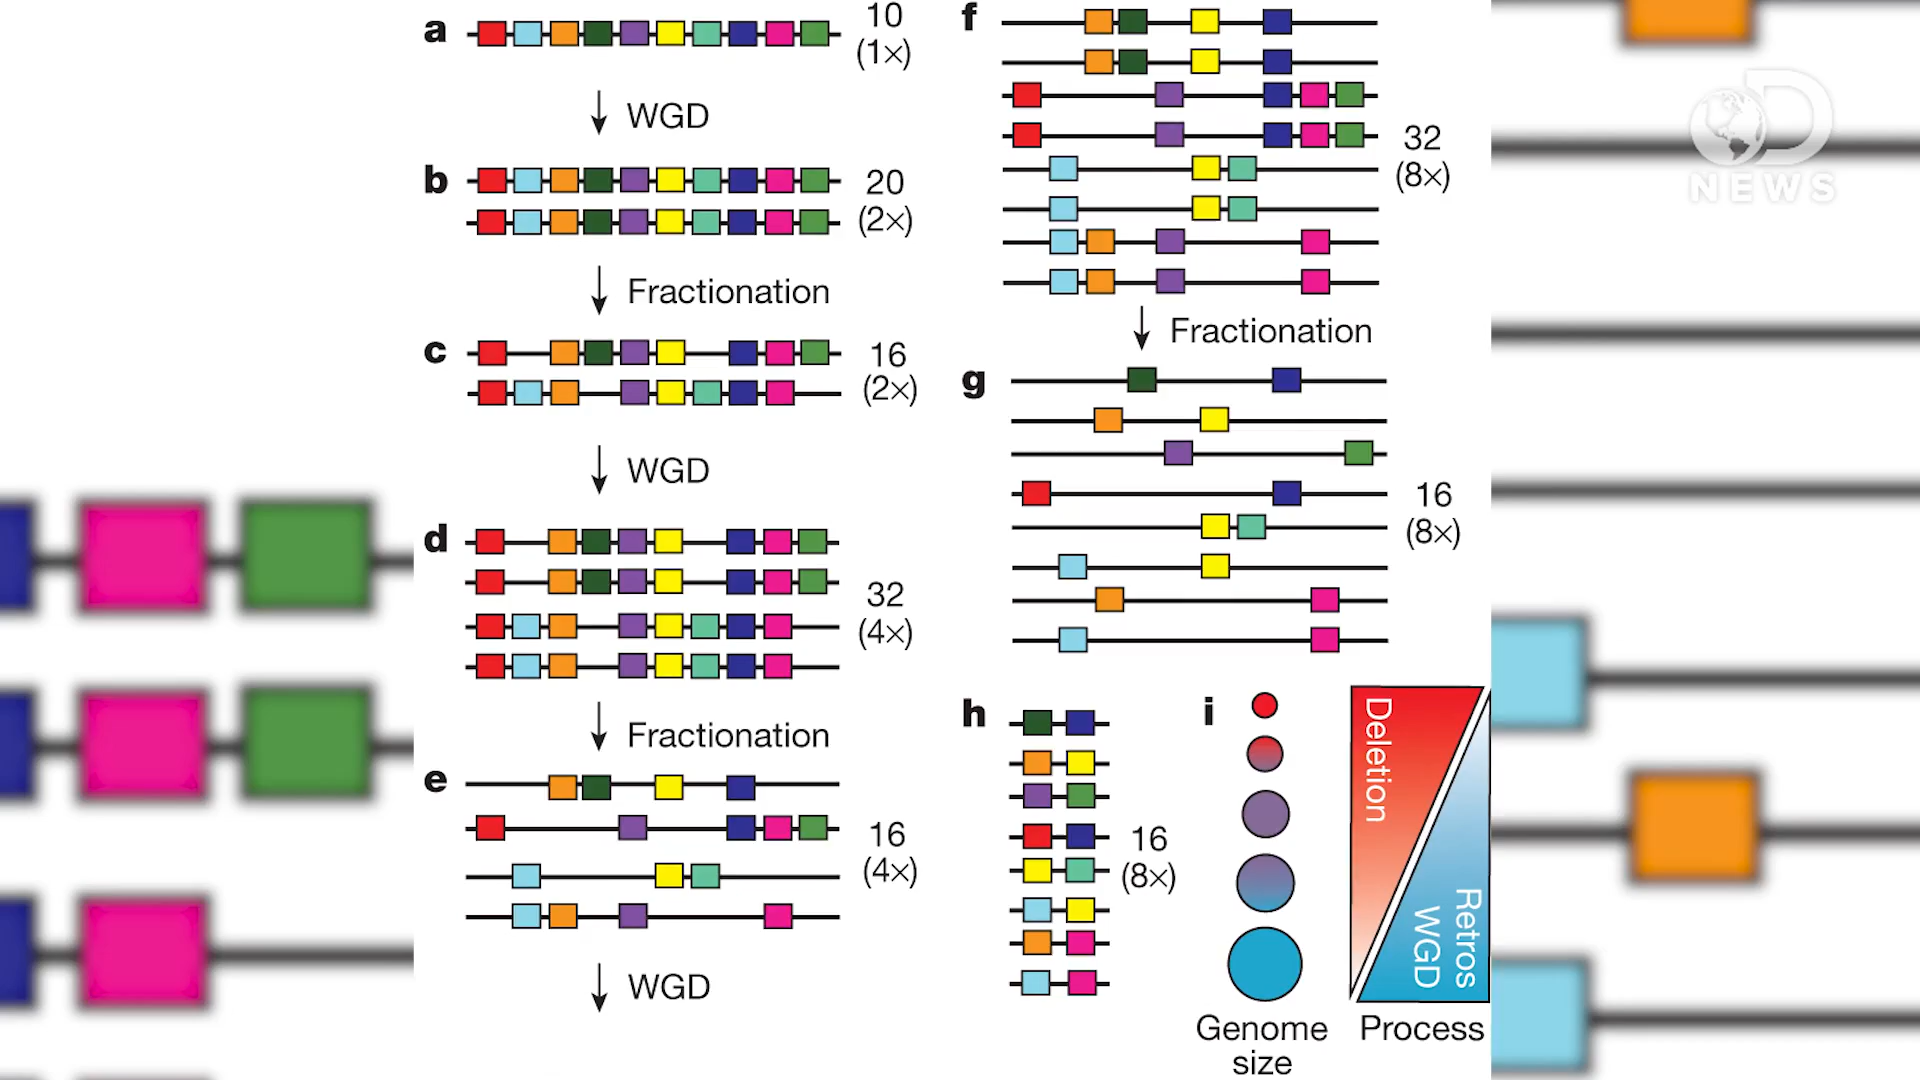 a
10
(1×)
WGD
b
20
(2×)
Fractionation
c
16
(2×)
WGD
d
32
(4×)
Fractionation
e
16
(4×)
WGD
f
32
(8×)
Fractionation
g
16
(8×)
h
16
(8×)
i
Genome
size
Deletion
Retros
WGD
Process
D
NEWS